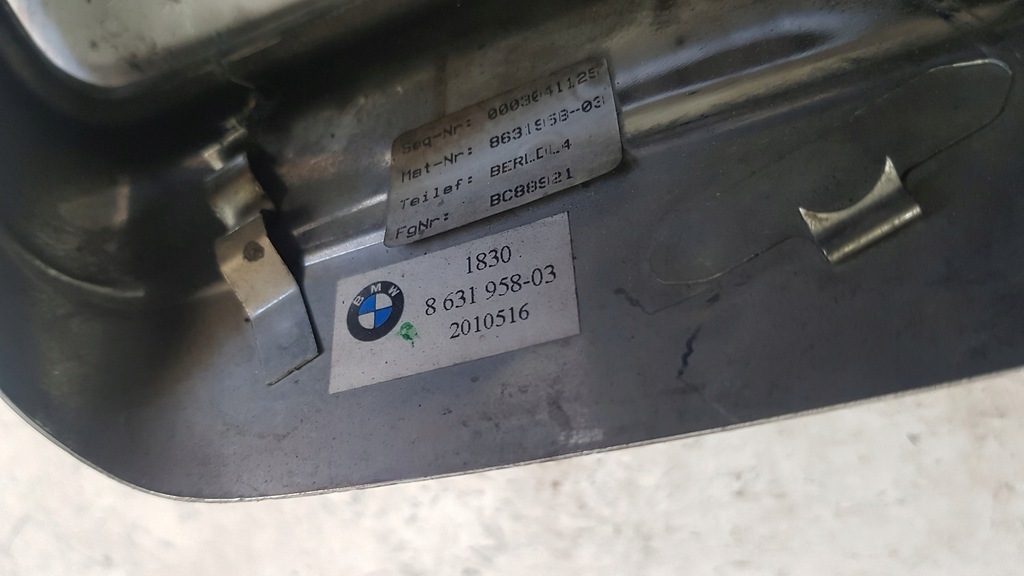 Seq-Nr: 0003041129
Mat-Nr: 8631958-03
Teilef: BERLDL4
FgNr: BC88921
1830
BMW
8 631 958-03
2010516